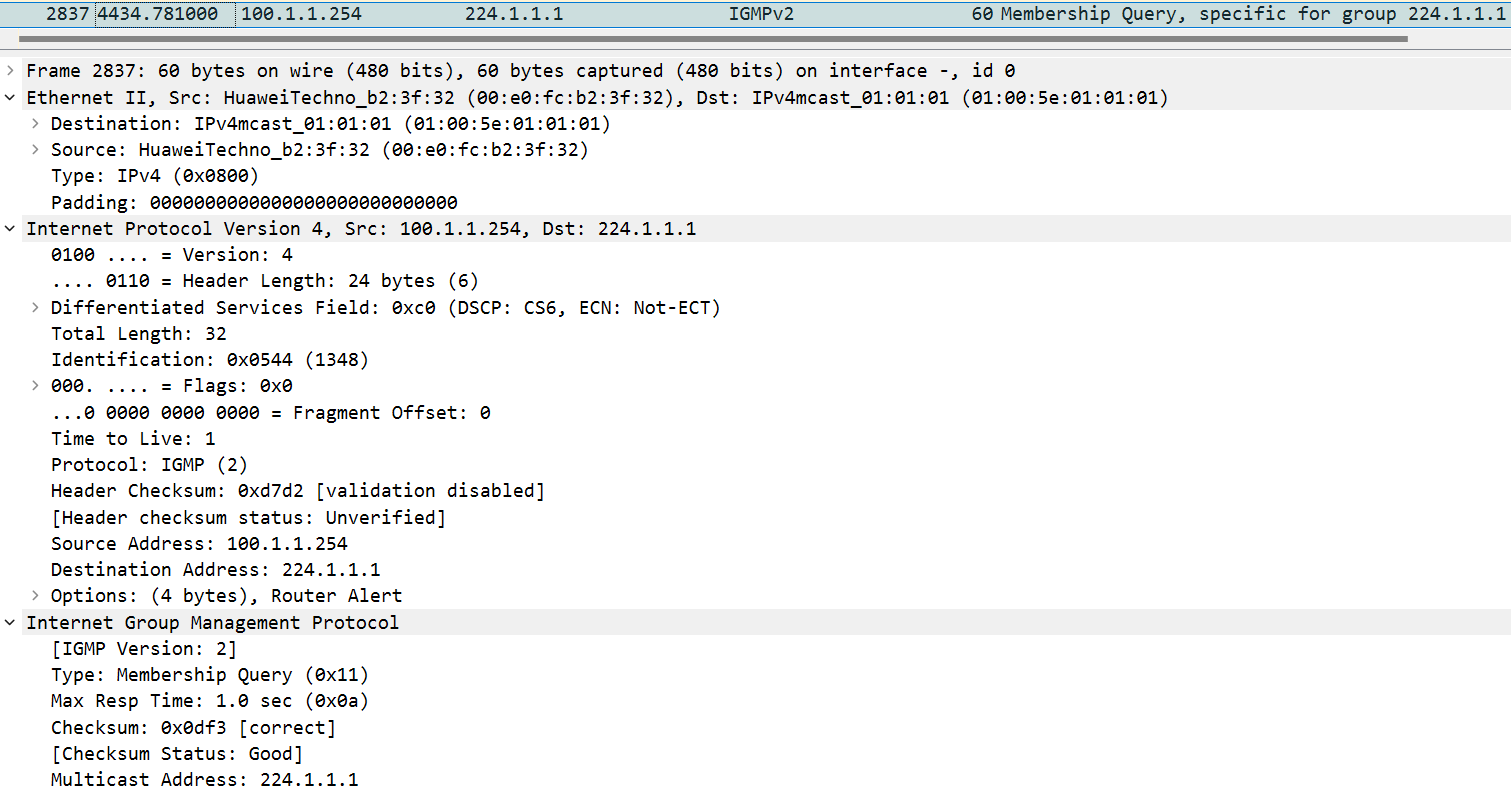 2837 4434.781000 100.1.1.254 224.1.1.1 IGMPv2 60 Membership Query, specific for group 224.1.1.1
Frame 2837: 60 bytes on wire (480 bits), 60 bytes captured (480 bits) on interface -, id 0
Ethernet II, Src: HuaweiTechno_b2:3f:32 (00:e0:fc:b2:3f:32), Dst: IPv4mcast_01:01:01 (01:00:5e:01:01:01)
Destination: IPv4mcast_01:01:01 (01:00:5e:01:01:01)
Source: HuaweiTechno_b2:3f:32 (00:e0:fc:b2:3f:32)
Type: IPv4 (0x0800)
Padding: 0000000000000000000000000000
Internet Protocol Version 4, Src: 100.1.1.254, Dst: 224.1.1.1
0100 .... = Version: 4
.... 0110 = Header Length: 24 bytes (6)
Differentiated Services Field: 0xc0 (DSCP: CS6, ECN: Not-ECT)
Total Length: 32
Identification: 0x0544 (1348)
000. .... = Flags: 0x0
...0 0000 0000 0000 = Fragment Offset: 0
Time to Live: 1
Protocol: IGMP (2)
Header Checksum: 0xd7d2 [validation disabled]
[Header checksum status: Unverified]
Source Address: 100.1.1.254
Destination Address: 224.1.1.1
Options: (4 bytes), Router Alert
Internet Group Management Protocol
[IGMP Version: 2]
Type: Membership Query (0x11)
Max Resp Time: 1.0 sec (0x0a)
Checksum: 0x0df3 [correct]
[Checksum Status: Good]
Multicast Address: 224.1.1.1